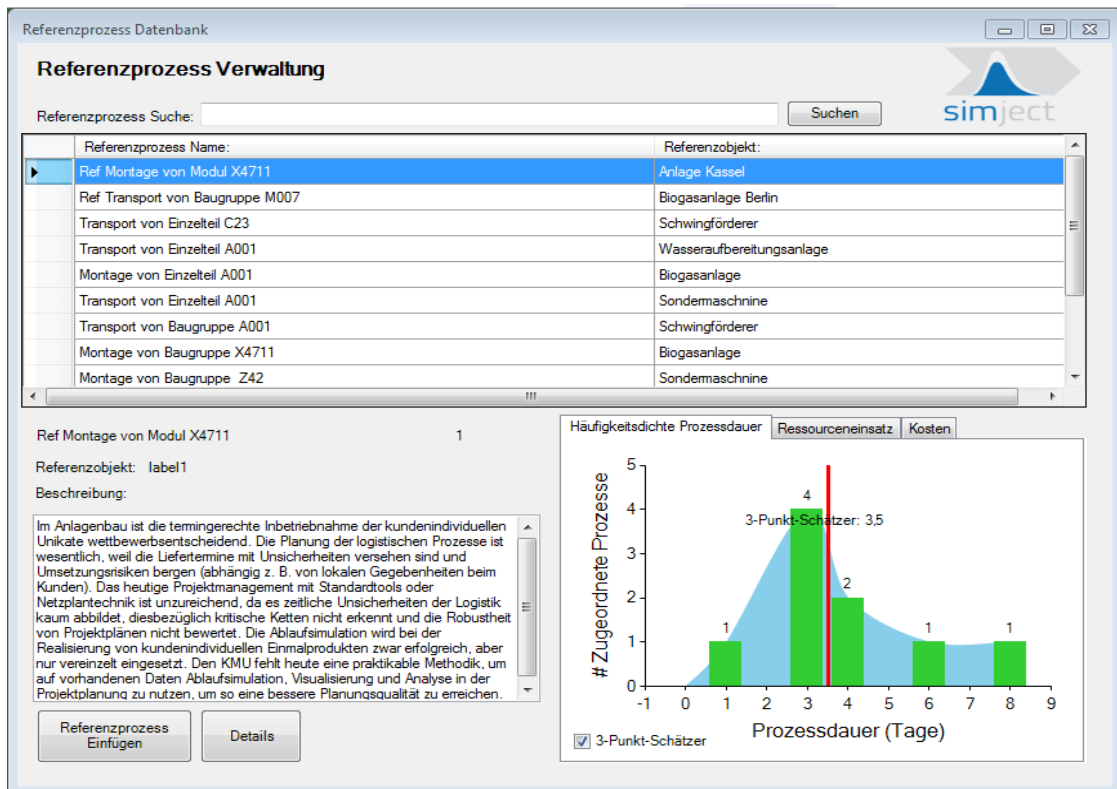 Referenzprozess Datenbank
Referenzprozess Verwaltung
simject
Referenzprozess Suche:
Suchen
Referenzprozess Name: Referenzobjekt:
Ref Montage von Modul X4711 Anlage Kassel
Ref Transport von Baugruppe M007 Biogasanlage Berlin
Transport von Einzelteil C23 Schwingförderer
Transport von Einzelteil A001 Wasseraufbereitungsanlage
Montage von Einzelteil A001 Biogasanlage
Transport von Einzelteil A001 Sondermaschnine
Transport von Baugruppe A001 Schwingförderer
Montage von Baugruppe X4711 Biogasanlage
Montage von Baugruppe Z42 Sondermaschnine
Ref Montage von Modul X4711 1
Referenzobjekt: label1
Beschreibung:
Im Anlagenbau ist die termingerechte Inbetriebnahme der kundenindividuellen
Unikate wettbewerbsentscheidend. Die Planung der logistischen Prozesse ist
wesentlich, weil die Liefertermine mit Unsicherheiten versehen sind und
Umsetzungsrisiken bergen (abhängig z. B. von lokalen Gegebenheiten beim
Kunden). Das heutige Projektmanagement mit Standardtools oder
Netzplantechnik ist unzureichend, da es zeitliche Unsicherheiten der Logistik
kaum abbildet, diesbezüglich kritische Ketten nicht erkennt und die Robustheit
von Projektplänen nicht bewertet. Die Ablaufsimulation wird bei der
Realisierung von kundenindividuellen Einmalprodukten zwar erfolgreich, aber
nur vereinzelt eingesetzt. Den KMU fehlt heute eine praktikable Methodik, um
auf vorhandenen Daten Ablaufsimulation, Visualisierung und Analyse in der
Projektplanung zu nutzen, um so eine bessere Planungsqualität zu erreichen.
Referenzprozess
Einfügen
Details
Häufigkeitsdichte Prozessdauer Ressourceneinsatz Kosten
# Zugeordnete Prozesse
5
4
3
2
1
0
4
3-Punkt-Schätzer: 3,5
2
1 1 1
-1 0 1 2 3 4 5 6 7 8 9
Prozessdauer (Tage)
3-Punkt-Schätzer